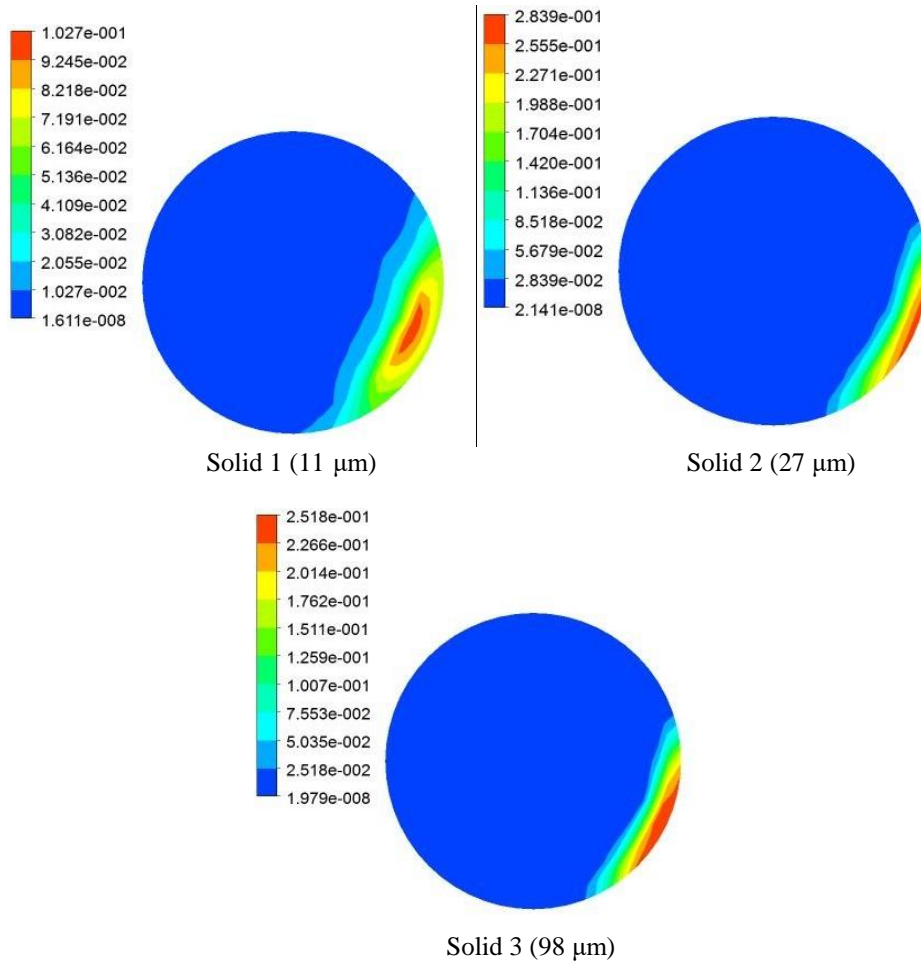 1.027e-001
9.245e-002
8.218e-002
7.191e-002
6.164e-002
5.136e-002
4.109e-002
3.082e-002
2.055e-002
1.027e-002
1.611e-008
Solid 1 (11 μm)
2.839e-001
2.555e-001
2.271e-001
1.988e-001
1.704e-001
1.420e-001
1.136e-001
8.518e-002
5.679e-002
2.839e-002
2.141e-008
Solid 2 (27 μm)
2.518e-001
2.266e-001
2.014e-001
1.762e-001
1.511e-001
1.259e-001
1.007e-001
7.553e-002
5.035e-002
2.518e-002
1.979e-008
Solid 3 (98 μm)